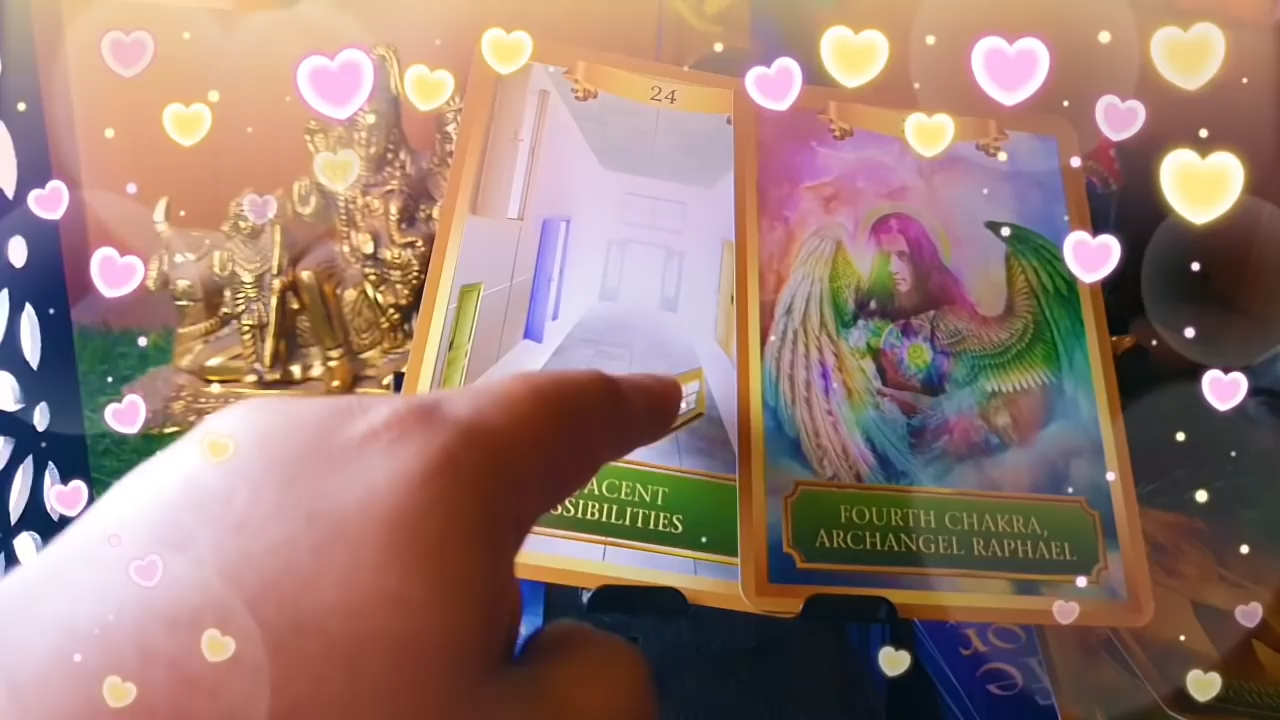 24
ACENT
SSIBILITIES
FOURTH CHAKRA,
ARCHANGEL RAPHAEL